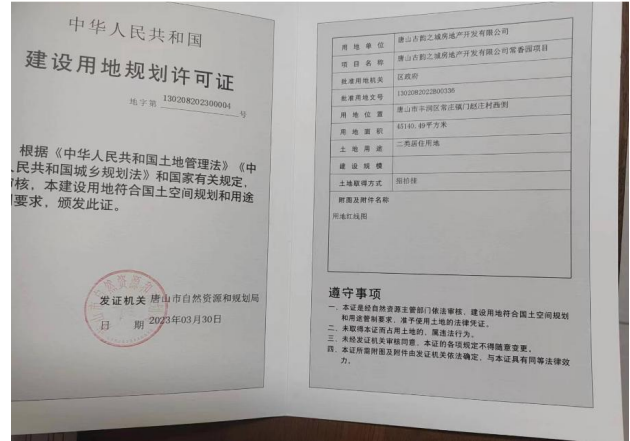 中华人民共和国
建设用地规划许可证
地字第 130208202300004 号
根据《中华人民共和国土地管理法》《中
人民共和国城乡规划法》和国家有关规定，
审核，本建设用地符合国土空间规划和用途
要求，颁发此证。
发证机关 唐山市自然资源和规划局
日 期 2023年03月30日
用地单位 唐山古韵之城房地产开发有限公司
项目名称 唐山古韵之城房地产开发有限公司常春园项目
批准用地机关 区政府
批准用地文号 1302082022B00338
用地位置 唐山市丰润区常庄镇门赵庄村西侧
用地面积 45140.49平方米
土地用途 二类居住用地
建设规模
土地取得方式 招拍挂
附图及附件名称
用地红线图
遵守事项
一、本证是经自然资源主管部门依法审核，建设用地符合国土空间规划
和用途管制要求，准予使用土地的法律凭证。
二、未取得本证而占用土地的，属违法行为。
三、未经发证机关审核同意，本证的各项规定不得随意变更。
四、本证所需附图及附件由发证机关依法确定，与本证具有同等法律效
力。